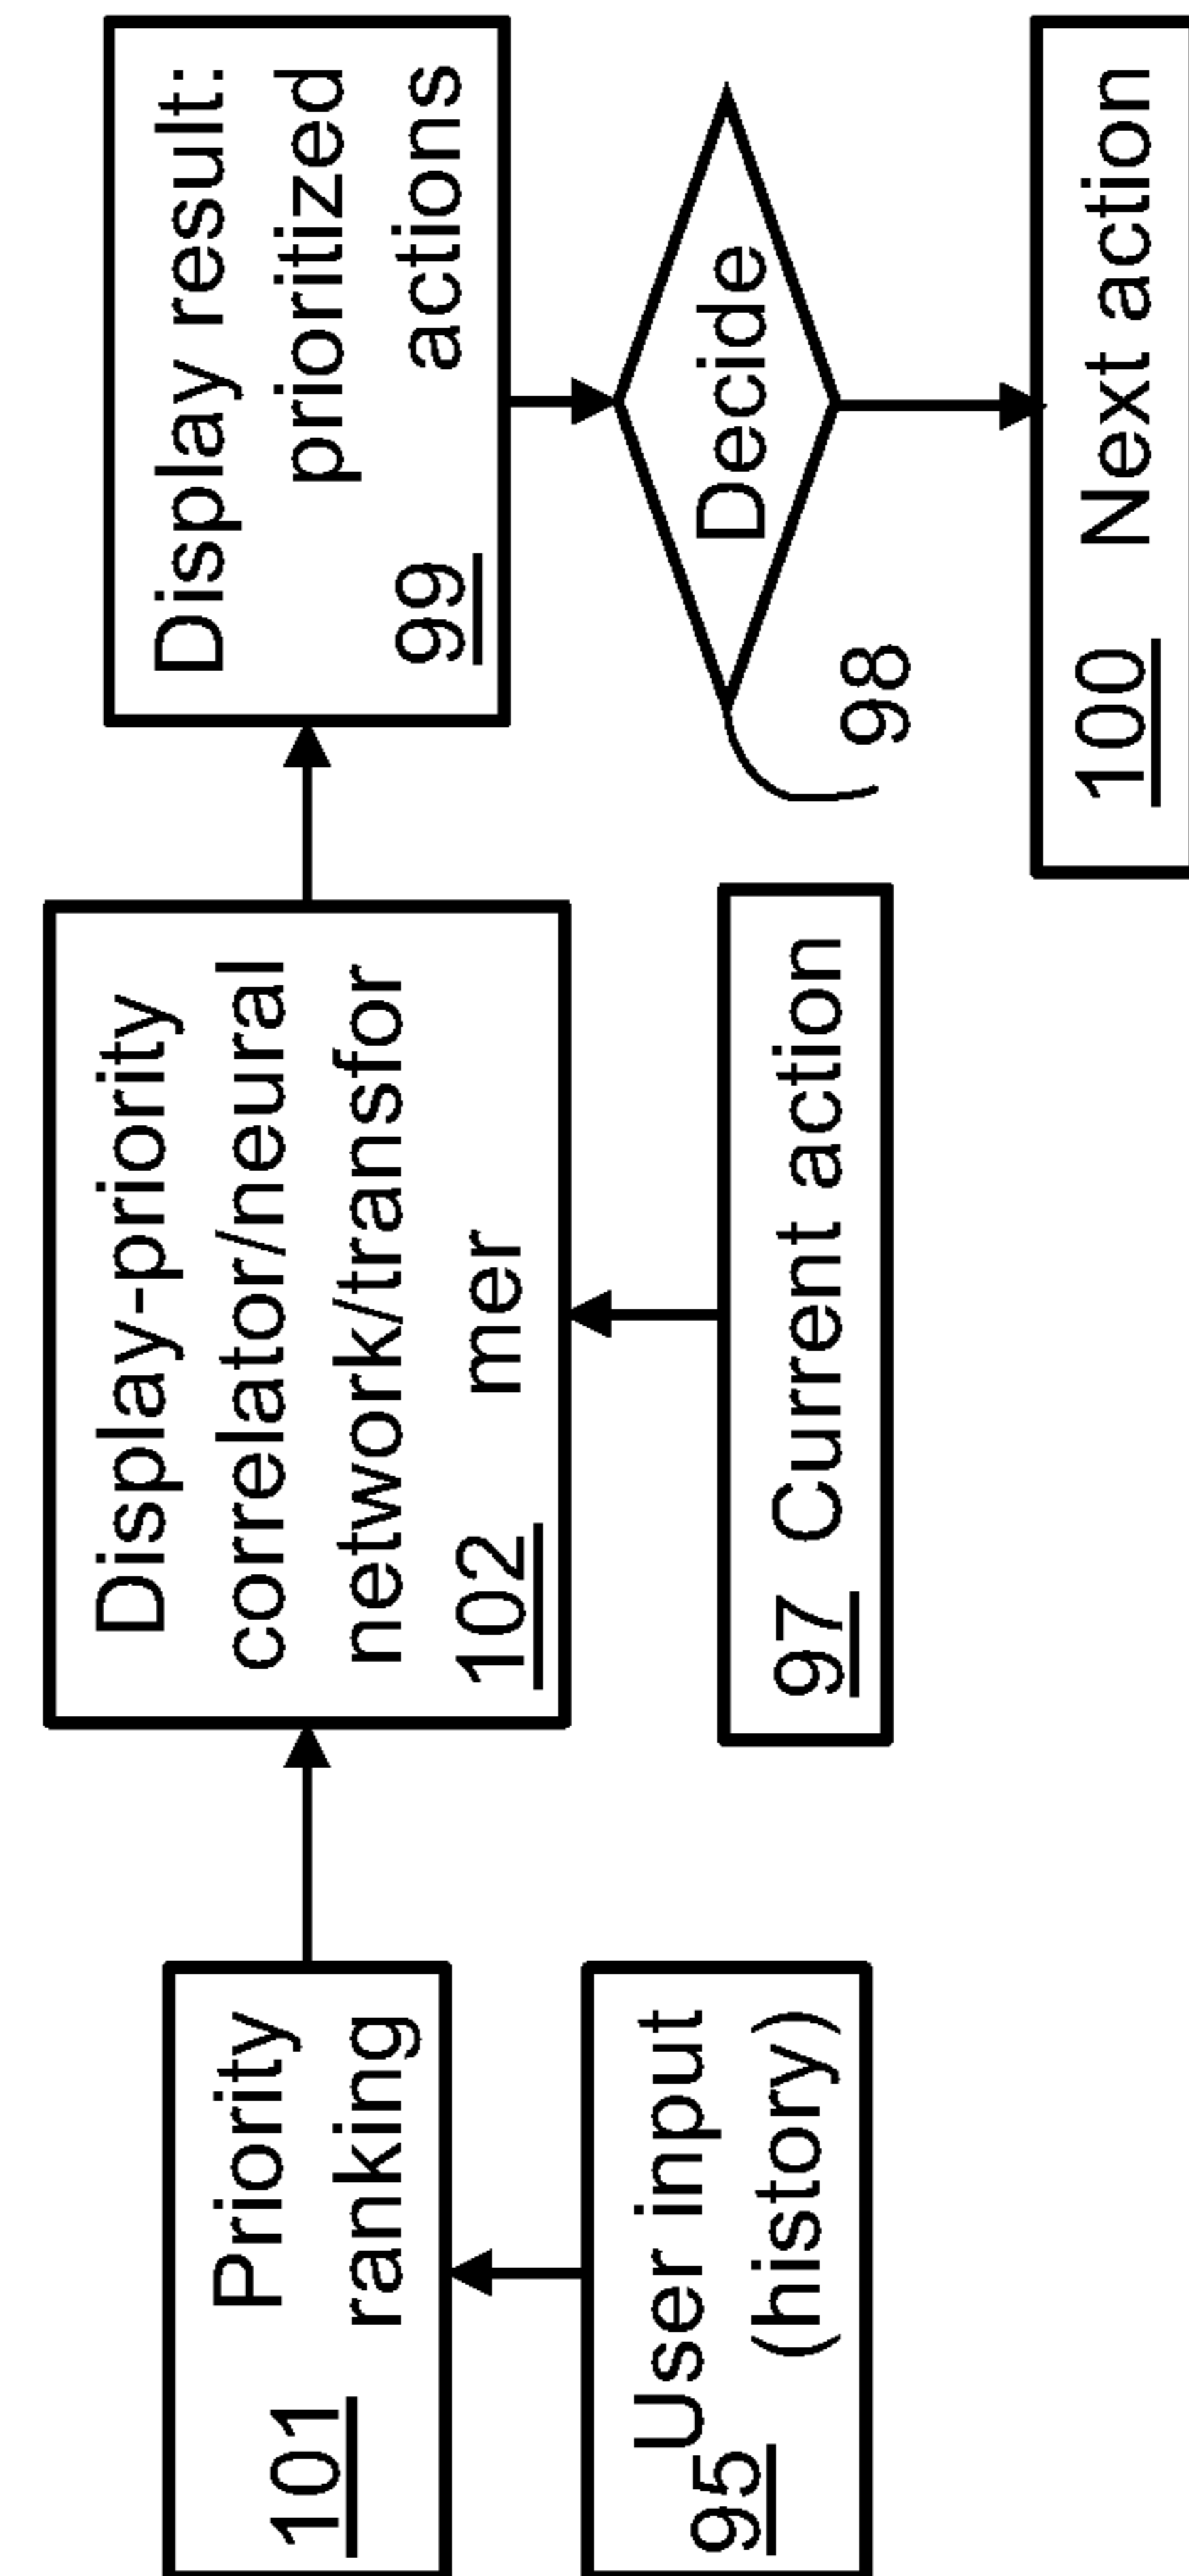 Priority
101 ranking
User input
95 (history)
Display-priority
correlator/neural
network/transfor
102 mer
97 Current action
Display result:
prioritized
99 actions
Decide
98
100 Next action